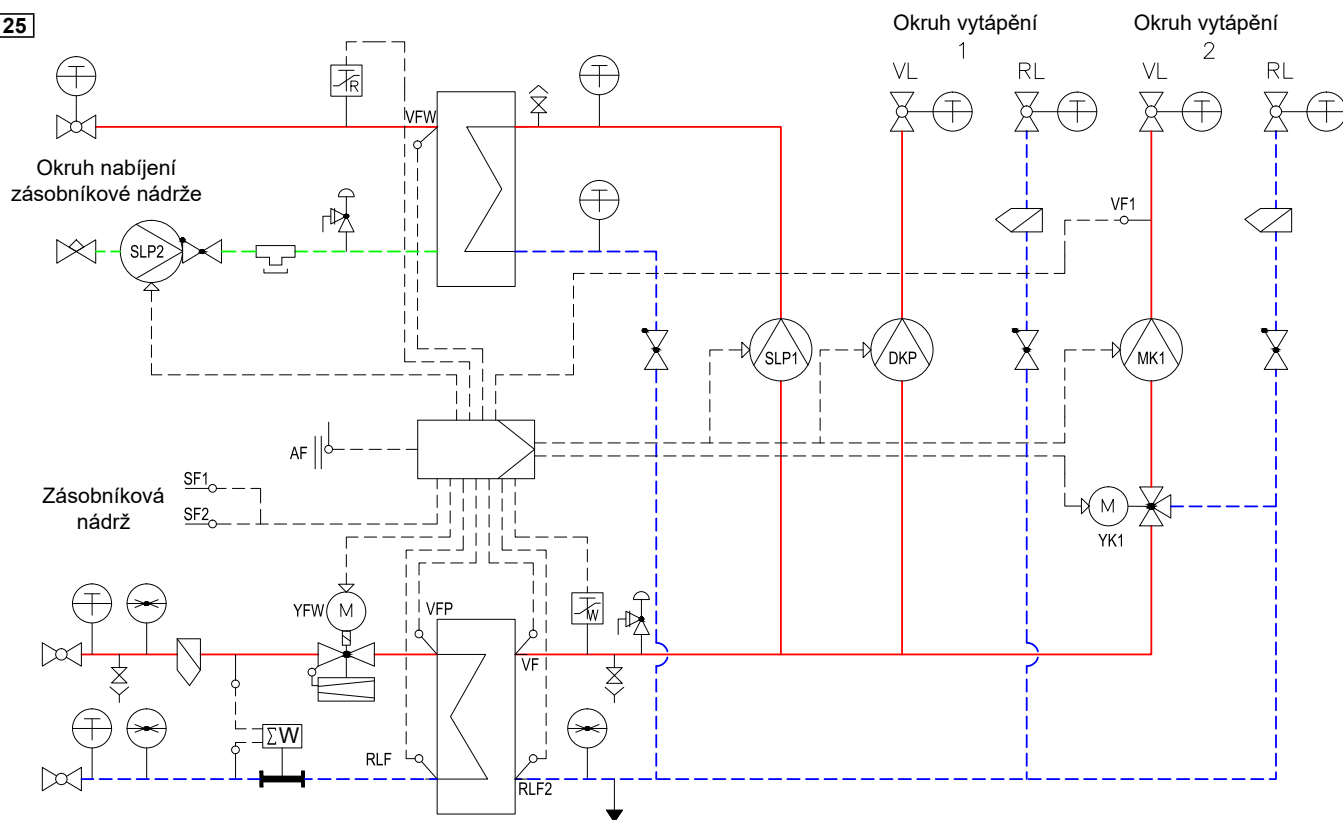 25
Okruh vytápění
1
Okruh vytápění
2
VL
RL
VL
RL
T
T
T
T
T
T
R
VFW
Okruh nabíjení
zásobníkové nádrže
T
VF1
SLP2
SLP1
DKP
MK1
AF
Zásobníková
nádrž
SF1
SF2
M
YK1
T
YFW
M
VFP
W
VF
T
ΣW
RLF
RLF2